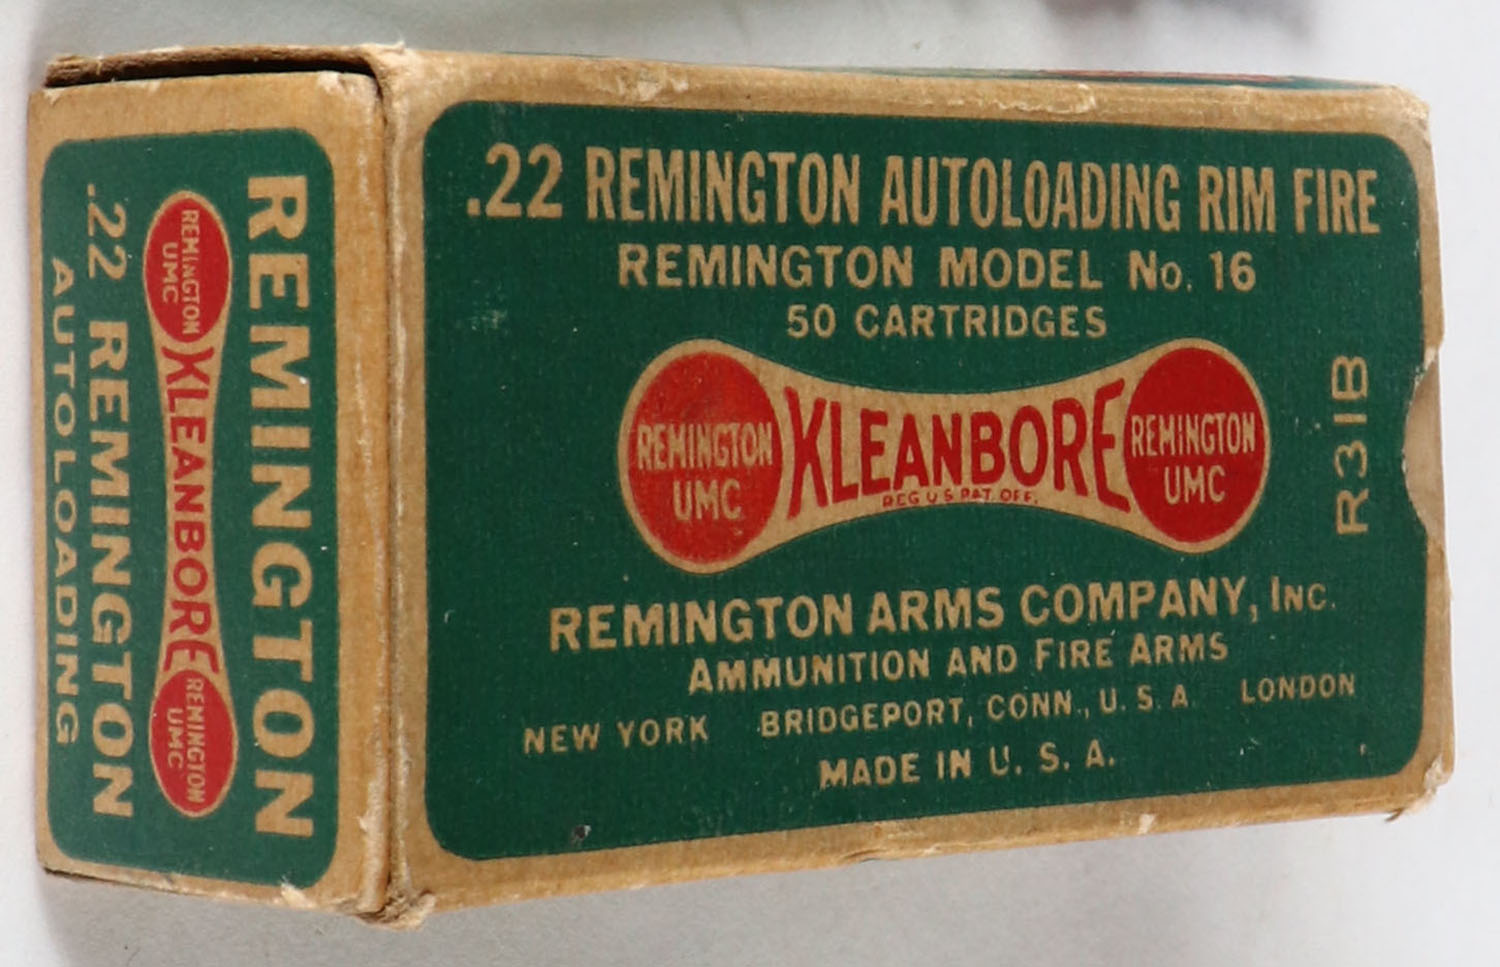 .22 REMINGTON AUTOLOADING RIM FIRE
REMINGTON MODEL No. 16
50 CARTRIDGES
REMINGTON
UMC
KLEANBORE
REG U S PAT. OFF.
REMINGTON
UMC
R31B
REMINGTON ARMS COMPANY, INC.
AMMUNITION AND FIRE ARMS
NEW YORK BRIDGEPORT, CONN., U. S. A. LONDON
MADE IN U. S. A.
REMINGTON
REMINGTON
UMC
KLEANBORE
REMINGTON
UMC
.22 REMINGTON
AUTOLOADING